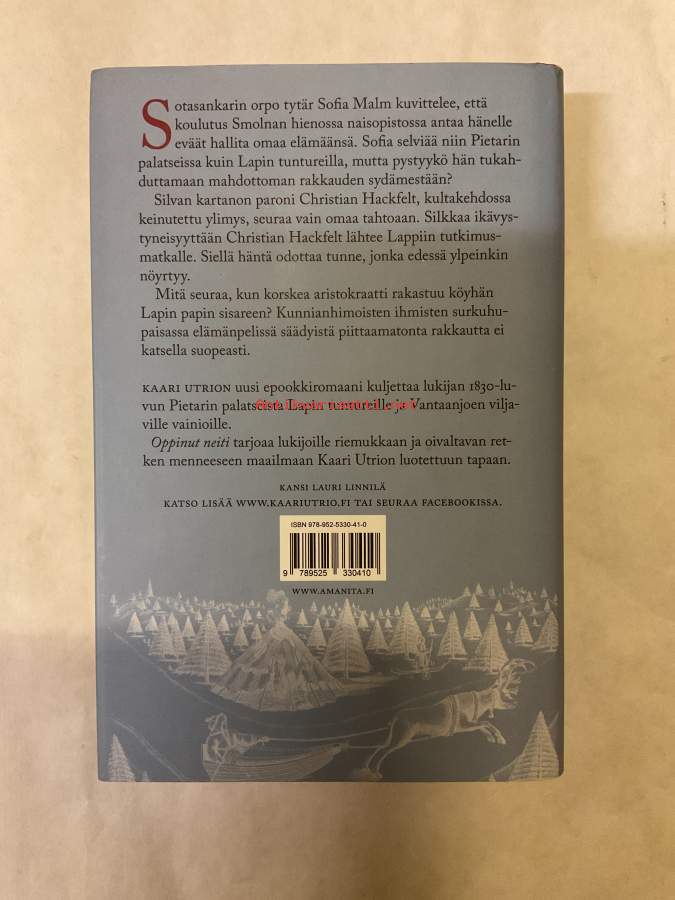 Sotasankarin orpo tytär Sofia Malm kuvittelee, että
koulutus Smolnan hienossa naisopistossa antaa hänelle
eväät hallita omaa elämäänsä. Sofia selviää niin Pietarin
palatseissa kuin Lapin tuntureilla, mutta pystyykö hän tukah-
duttamaan mahdottoman rakkauden sydämestään?
Silvan kartanon paroni Christian Hackfelt, kultakehdossa
keinutettu ylimys, seuraa vain omaa tahtoaan. Silkkaa ikävys-
tyneisyyttään Christian Hackfelt lähtee Lappiin tutkimus-
matkalle. Siellä häntä odottaa tunne, jonka edessä ylpeinkin
nöyrtyy.
Mitä seuraa, kun korskea aristokraatti rakastuu köyhän
Lapin papin sisareen? Kunnianhimoisten ihmisten surkuhu-
paisassa elämänpelissä säädyistä piittaamatonta rakkautta ei
katsella suopeasti.
KAARI UTRION uusi epookkiromaani kuljettaa lukijan 1830-lu-
vun Pietarin palatseista Lapin tuntureille ja Vantaanjoen vilja-
ville vainioille.
Oppinut neiti tarjoaa lukijoille riemukkaan ja oivaltavan ret-
ken menneeseen maailmaan Kaari Utrion luotettuun tapaan.
KANSI LAURI LINNILÄ
KATSO LISÄÄ WWW.KAARIUTRIO.FI TAI SEURAA FACEBOOKISSA.
ISBN 978-952-5330-41-0
9 789525 330410
WWW.AMANITA.FI